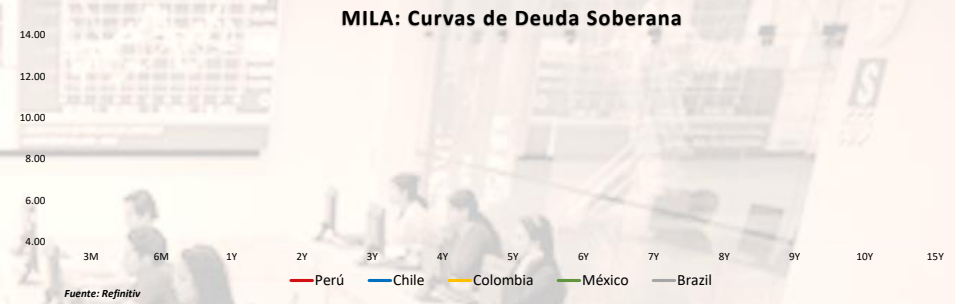 MILA: Curvas de Deuda Soberana
14.00
12.00
10.00
8.00
6.00
4.00
3M 6M 1Y 2Y 3Y 4Y 5Y 6Y 7Y 8Y 9Y 10Y 15Y
Perú Chile Colombia México Brazil
Fuente: Refinitiv